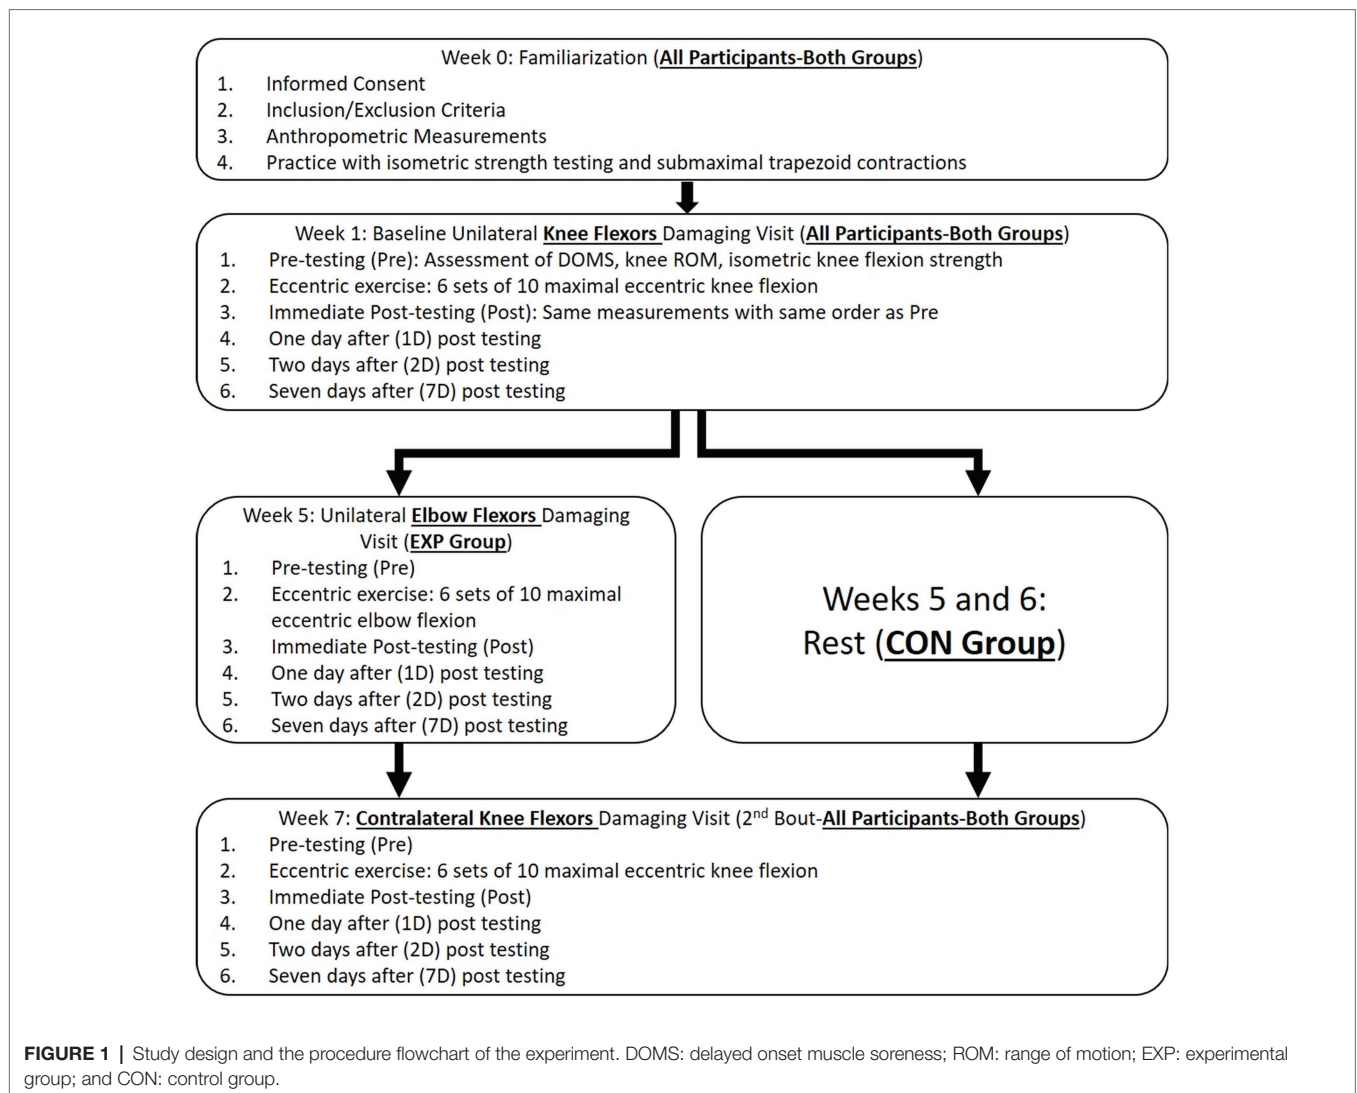 Week 0: Familiarization (All Participants-Both Groups)
1. Informed Consent
2. Inclusion/Exclusion Criteria
3. Anthropometric Measurements
4. Practice with isometric strength testing and submaximal trapezoid contractions
Week 1: Baseline Unilateral Knee Flexors Damaging Visit (All Participants-Both Groups)
1. Pre-testing (Pre): Assessment of DOMS, knee ROM, isometric knee flexion strength
2. Eccentric exercise: 6 sets of 10 maximal eccentric knee flexion
3. Immediate Post-testing (Post): Same measurements with same order as Pre
4. One day after (1D) post testing
5. Two days after (2D) post testing
6. Seven days after (7D) post testing
Week 5: Unilateral Elbow Flexors Damaging
Visit (EXP Group)
1. Pre-testing (Pre)
2. Eccentric exercise: 6 sets of 10 maximal
eccentric elbow flexion
3. Immediate Post-testing (Post)
4. One day after (1D) post testing
5. Two days after (2D) post testing
6. Seven days after (7D) post testing
Weeks 5 and 6:
Rest (CON Group)
Week 7: Contralateral Knee Flexors Damaging Visit (2nd Bout-All Participants-Both Groups)
1. Pre-testing (Pre)
2. Eccentric exercise: 6 sets of 10 maximal eccentric knee flexion
3. Immediate Post-testing (Post)
4. One day after (1D) post testing
5. Two days after (2D) post testing
6. Seven days after (7D) post testing
FIGURE 1 | Study design and the procedure flowchart of the experiment. DOMS: delayed onset muscle soreness; ROM: range of motion; EXP: experimental
group; and CON: control group.